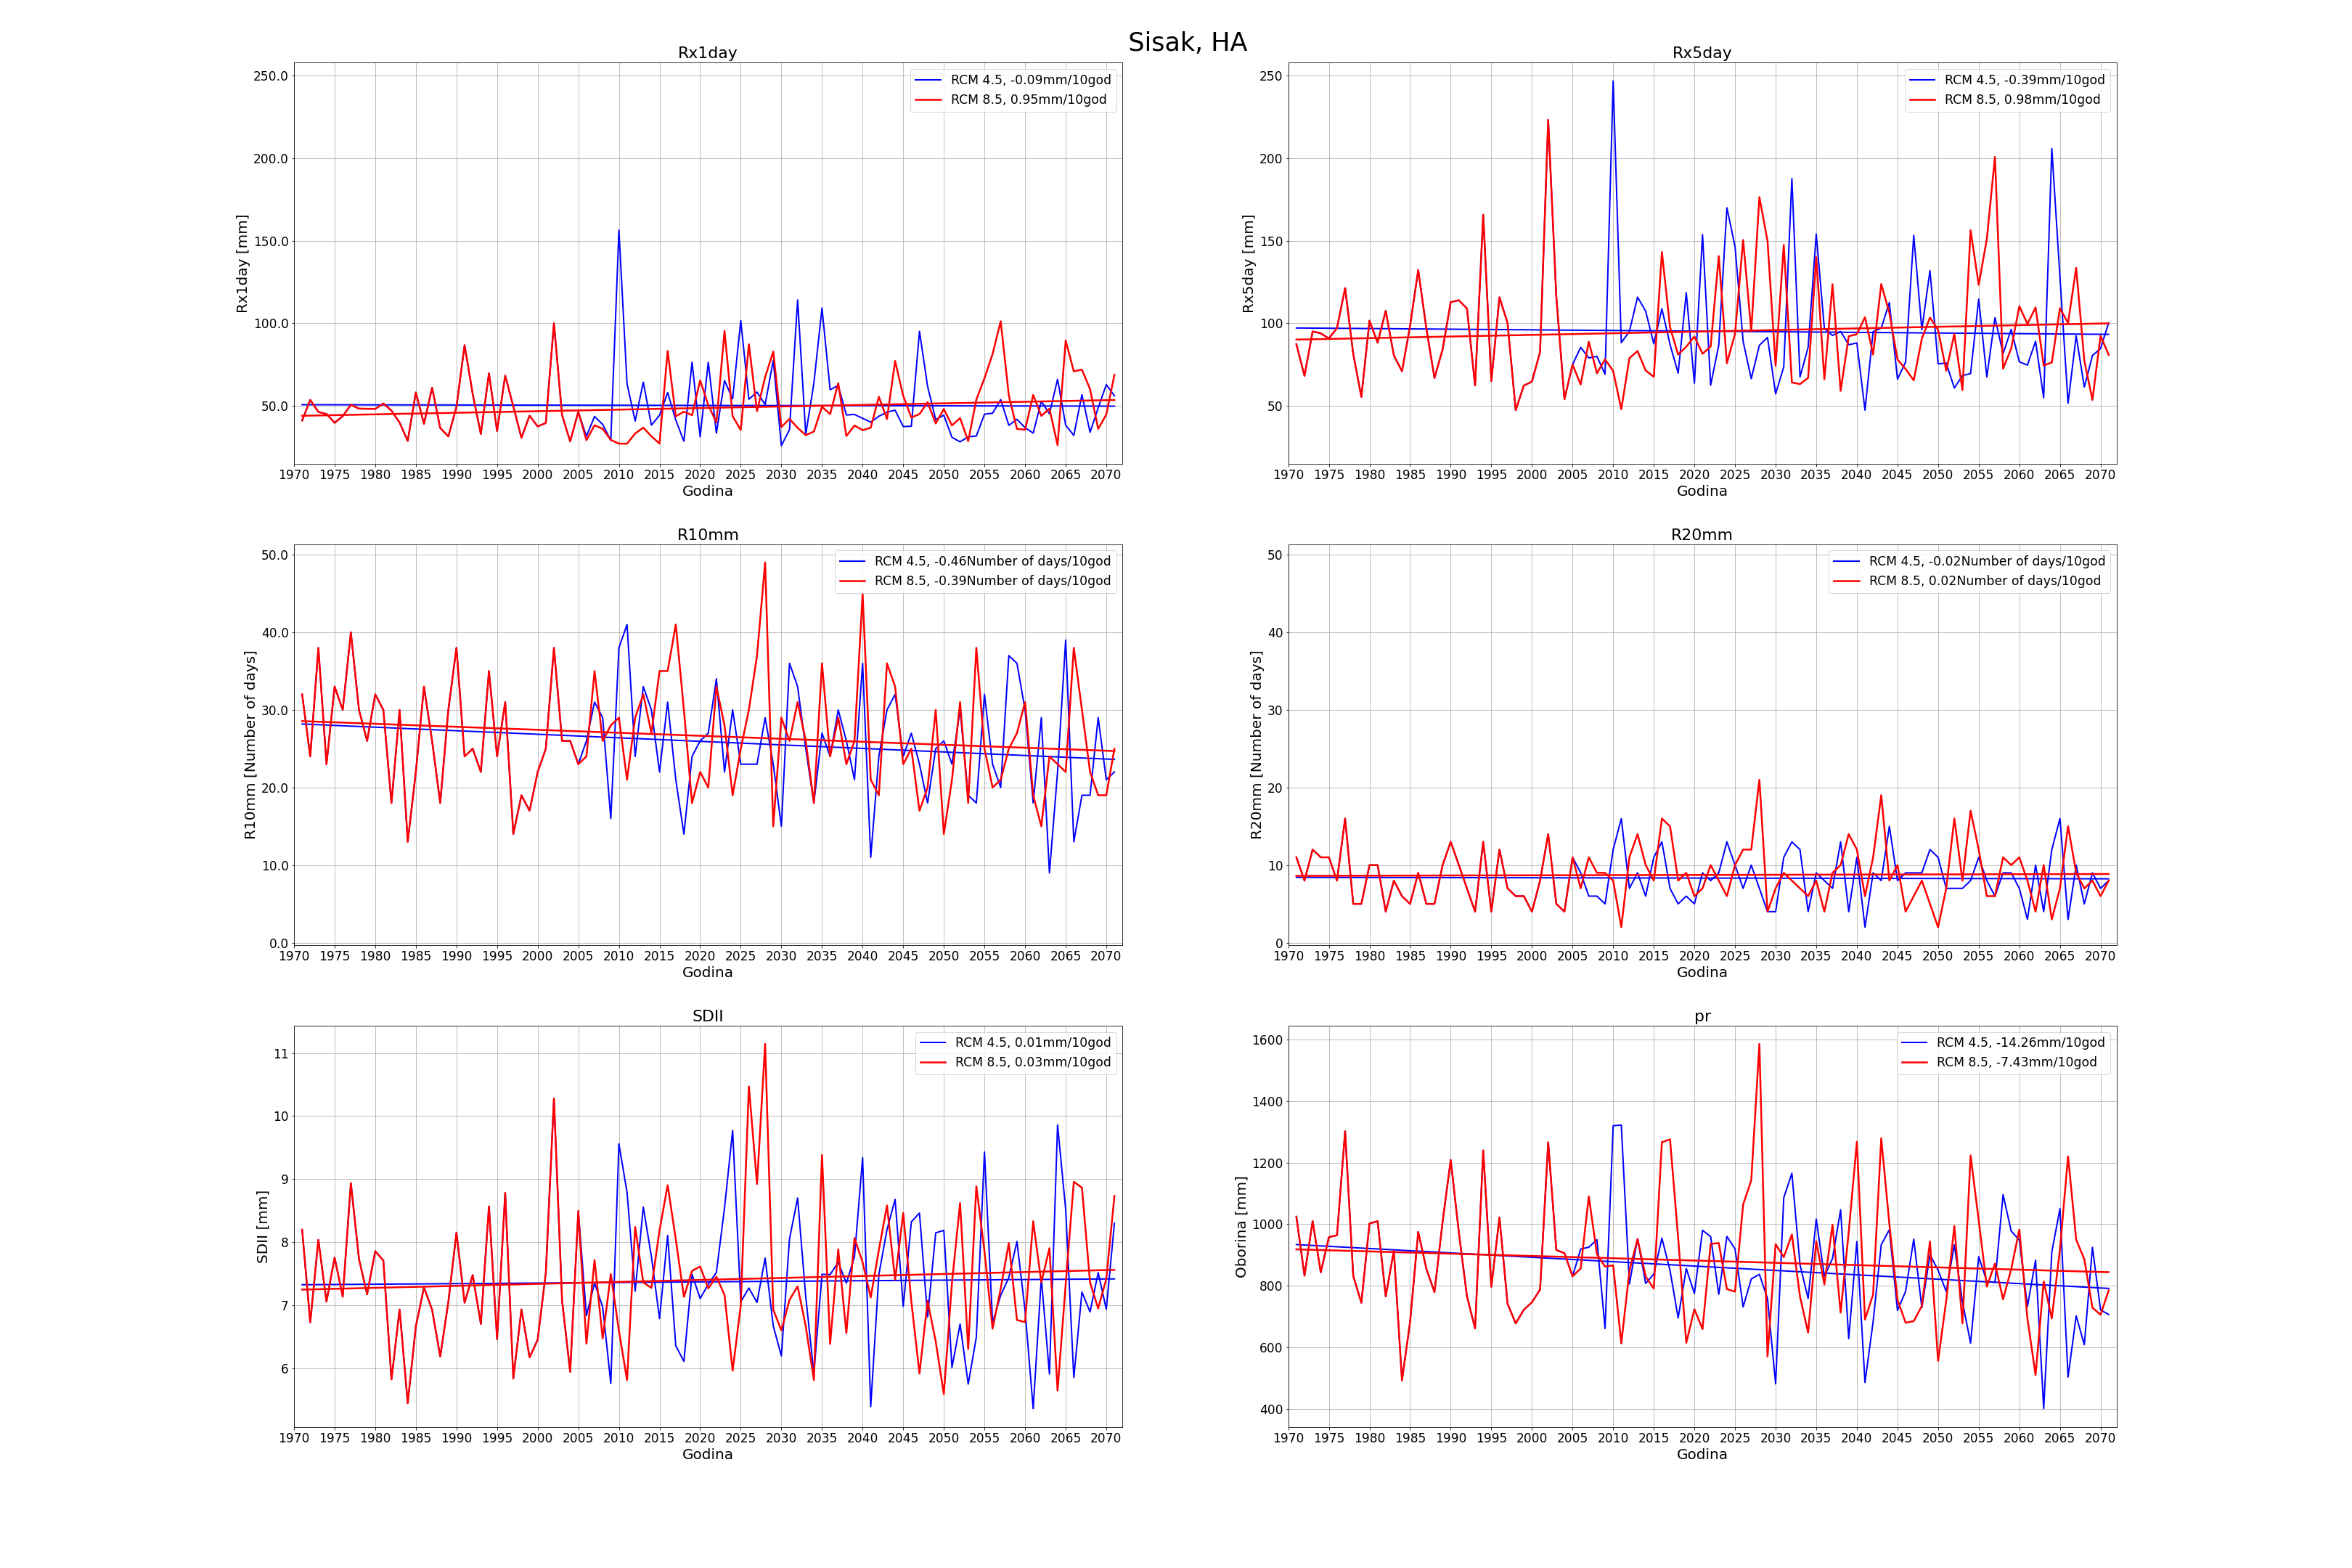 Sisak, HA
Rx1day
Rx1day [mm]
250.0
200.0
150.0
100.0
50.0
RCM 4.5, -0.09mm/10god
RCM 8.5, 0.95mm/10god
1970 1975 1980 1985 1990 1995 2000 2005 2010 2015 2020 2025 2030 2035 2040 2045 2050 2055 2060 2065 2070
Godina
Rx5day
Rx5day [mm]
250
200
150
100
50
RCM 4.5, -0.39mm/10god
RCM 8.5, 0.98mm/10god
1970 1975 1980 1985 1990 1995 2000 2005 2010 2015 2020 2025 2030 2035 2040 2045 2050 2055 2060 2065 2070
Godina
R10mm
R10mm [Number of days]
50.0
40.0
30.0
20.0
10.0
0.0
RCM 4.5, -0.46Number of days/10god
RCM 8.5, -0.39Number of days/10god
1970 1975 1980 1985 1990 1995 2000 2005 2010 2015 2020 2025 2030 2035 2040 2045 2050 2055 2060 2065 2070
Godina
R20mm
R20mm [Number of days]
50
40
30
20
10
0
RCM 4.5, -0.02Number of days/10god
RCM 8.5, 0.02Number of days/10god
1970 1975 1980 1985 1990 1995 2000 2005 2010 2015 2020 2025 2030 2035 2040 2045 2050 2055 2060 2065 2070
Godina
SDII
SDII [mm]
11
10
9
8
7
6
RCM 4.5, 0.01mm/10god
RCM 8.5, 0.03mm/10god
1970 1975 1980 1985 1990 1995 2000 2005 2010 2015 2020 2025 2030 2035 2040 2045 2050 2055 2060 2065 2070
Godina
pr
Oborina [mm]
1600
1400
1200
1000
800
600
400
RCM 4.5, -14.26mm/10god
RCM 8.5, -7.43mm/10god
1970 1975 1980 1985 1990 1995 2000 2005 2010 2015 2020 2025 2030 2035 2040 2045 2050 2055 2060 2065 2070
Godina